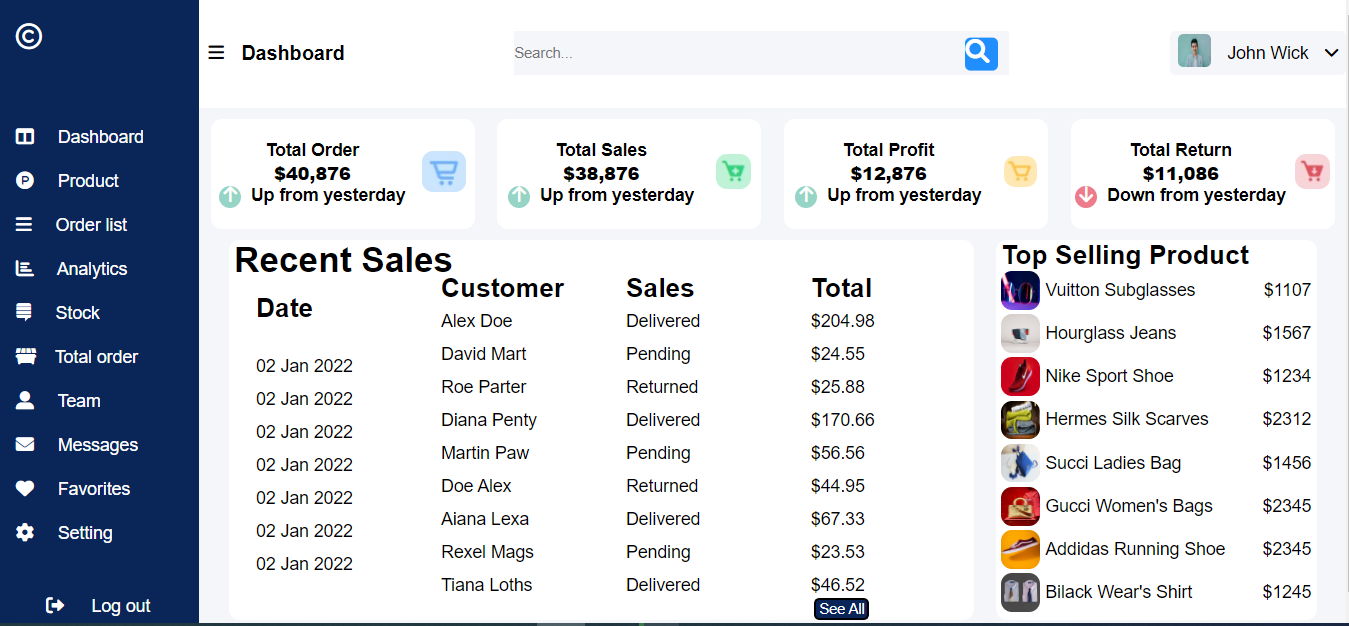 ©
Dashboard
Search...
John Wick
Dashboard
Product
Order list
Analytics
Stock
Total order
Team
Messages
Favorites
Setting
Log out
Total Order
$40,876
Up from yesterday
Total Sales
$38,876
Up from yesterday
Total Profit
$12,876
Up from yesterday
Total Return
$11,086
Down from yesterday
Recent Sales
Date
02 Jan 2022
02 Jan 2022
02 Jan 2022
02 Jan 2022
02 Jan 2022
02 Jan 2022
02 Jan 2022
Customer
Alex Doe
David Mart
Roe Parter
Diana Penty
Martin Paw
Doe Alex
Aiana Lexa
Rexel Mags
Tiana Loths
Sales
Delivered
Pending
Returned
Delivered
Pending
Returned
Delivered
Pending
Delivered
Total
$204.98
$24.55
$25.88
$170.66
$56.56
$44.95
$67.33
$23.53
$46.52
See All
Top Selling Product
Vuitton Subglasses $1107
Hourglass Jeans $1567
Nike Sport Shoe $1234
Hermes Silk Scarves $2312
Succi Ladies Bag $1456
Gucci Women's Bags $2345
Addidas Running Shoe $2345
Bilack Wear's Shirt $1245